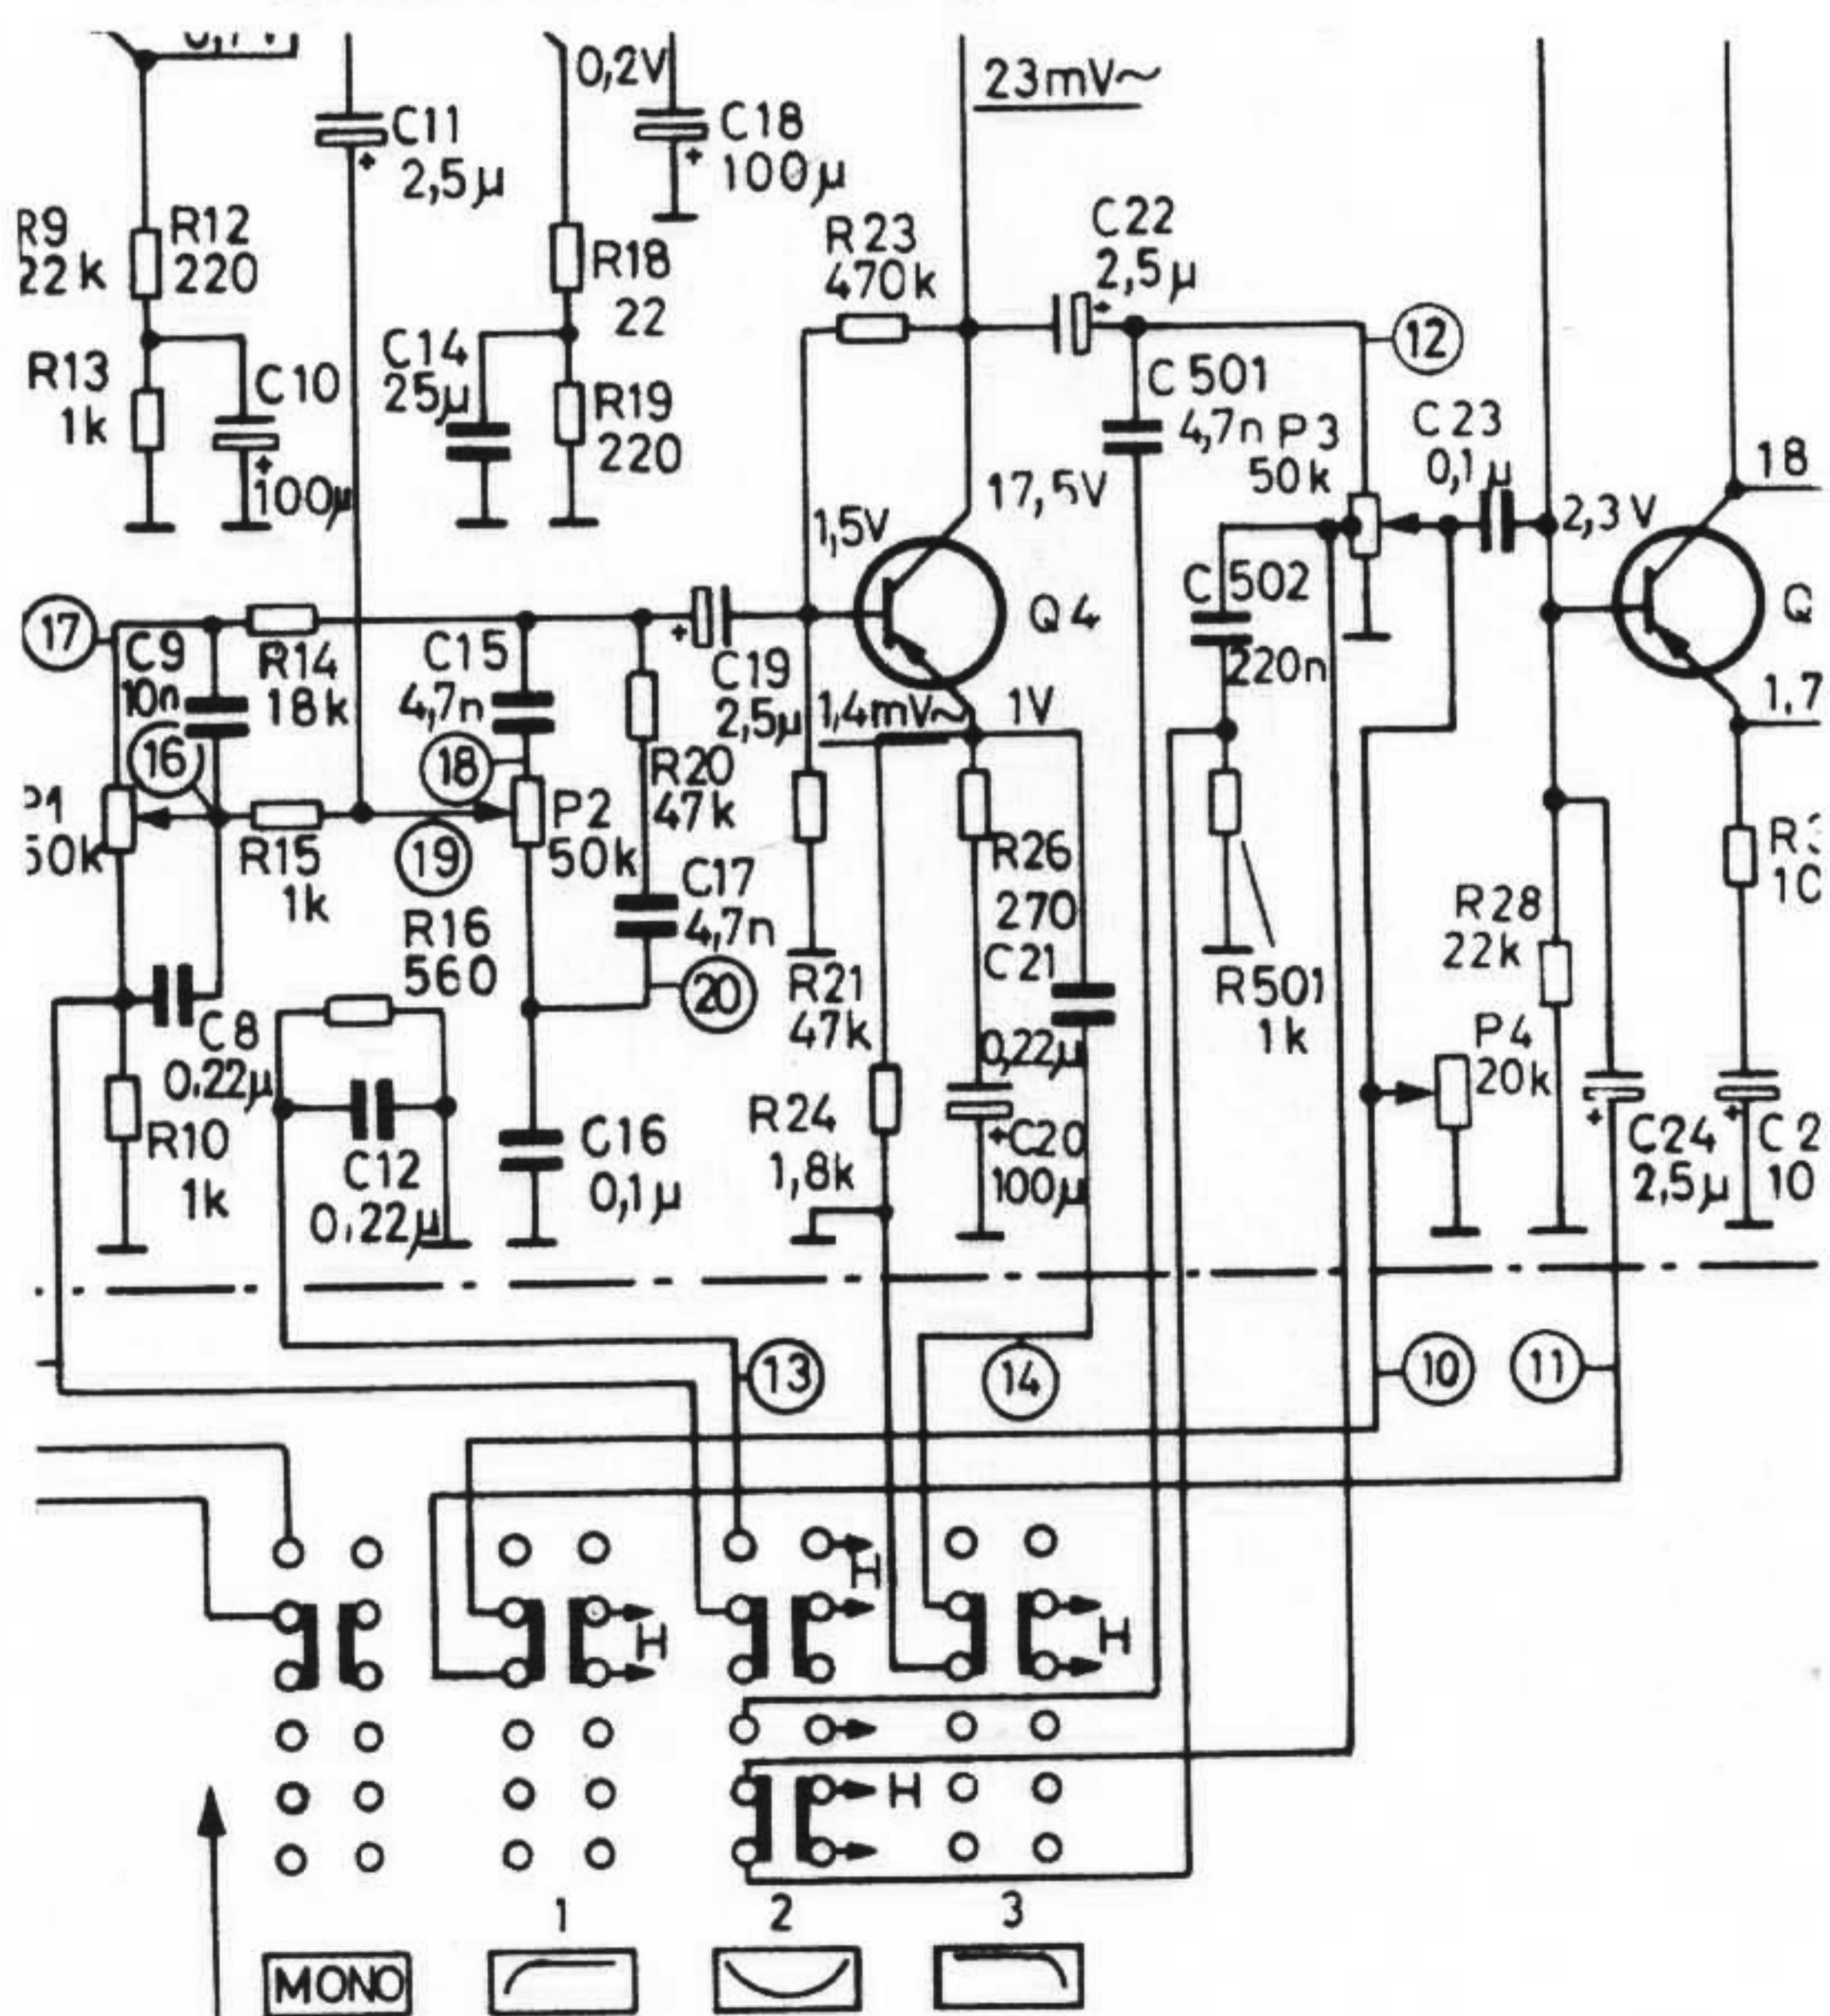 0,2V
23mV~
C11
2,5μ
C18
100μ
R9
22k
R12
220
R18
22
R23
470k
C22
2,5μ
12
R13
1k
C10
100μ
C14
25μ
R19
220
C501
4,7n
P3
50k
C23
0,1μ
18
1,5V
17,5V
2,3V
17
C9
10n
R14
18k
C15
4,7n
C19
2,5μ
Q4
C502
220n
Q
1,4mV~
1V
1,7
16
18
P1
50k
R15
1k
19
P2
50k
R20
47k
R26
270
C17
4,7n
R16
560
20
R21
47k
C21
0,22μ
R501
1k
R28
22k
10
C8
0,22μ
P4
20k
R10
1k
C12
0,22μ
C16
0,1μ
R24
1,8k
C20
100μ
C24
2,5μ
C2
10
13
14
10
11
H
H
H
H
1
2
3
MONO